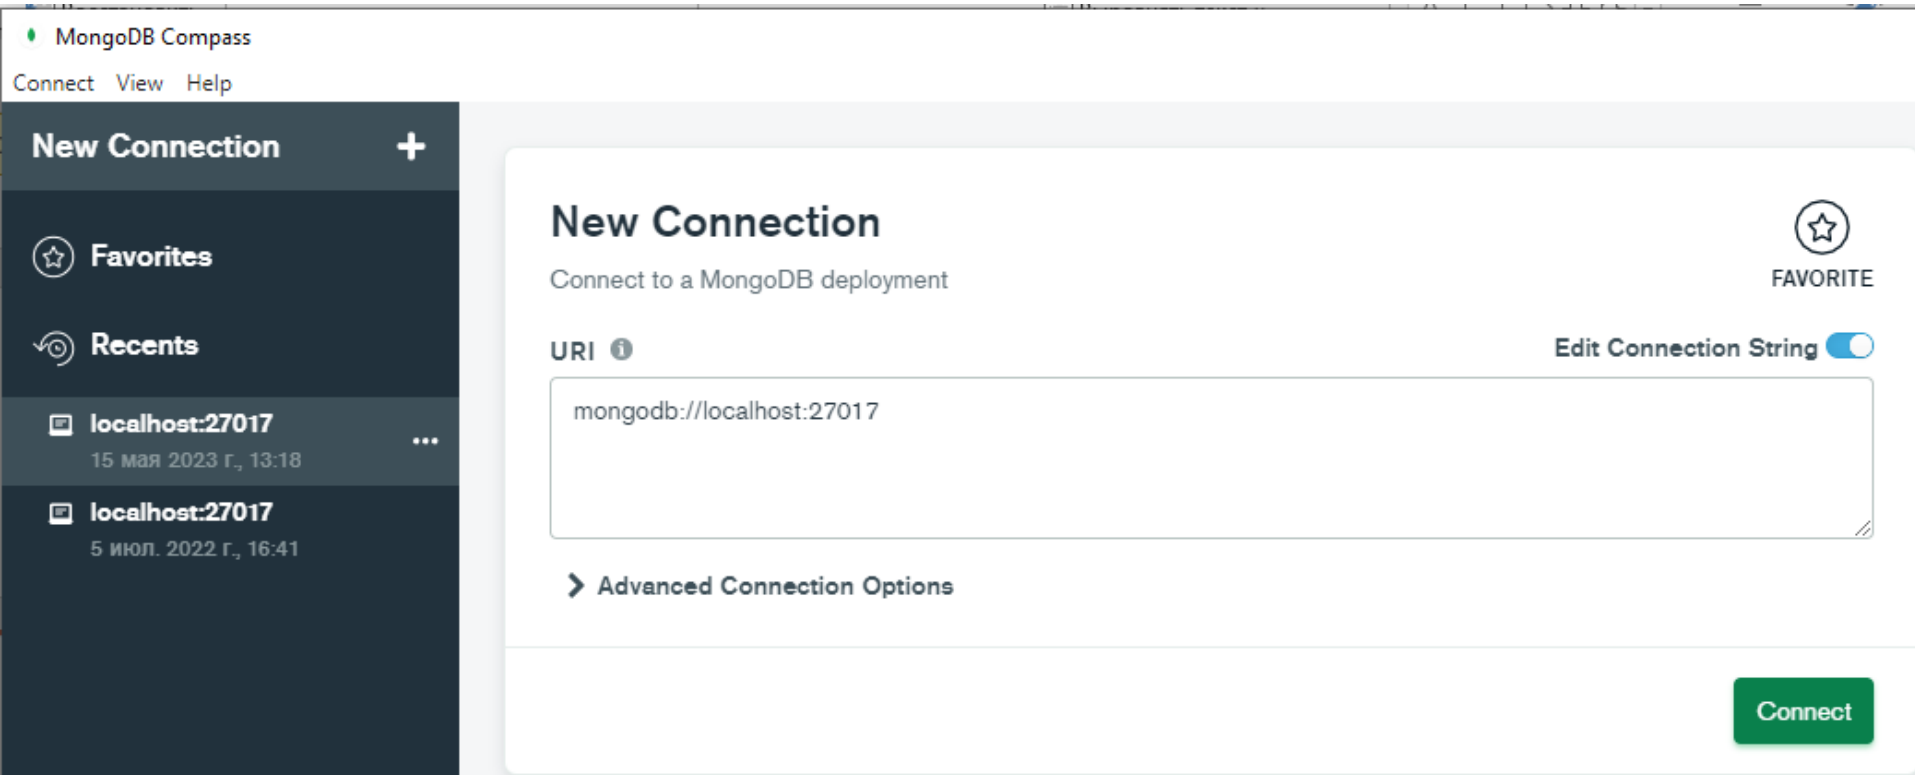 MongoDB Compass
Connect View Help
New Connection
Favorites
Recents
localhost:27017
15 мая 2023 г., 13:18
localhost:27017
5 июл. 2022 г., 16:41
New Connection
Connect to a MongoDB deployment
FAVORITE
URI
Edit Connection String
mongodb://localhost:27017
Advanced Connection Options
Connect